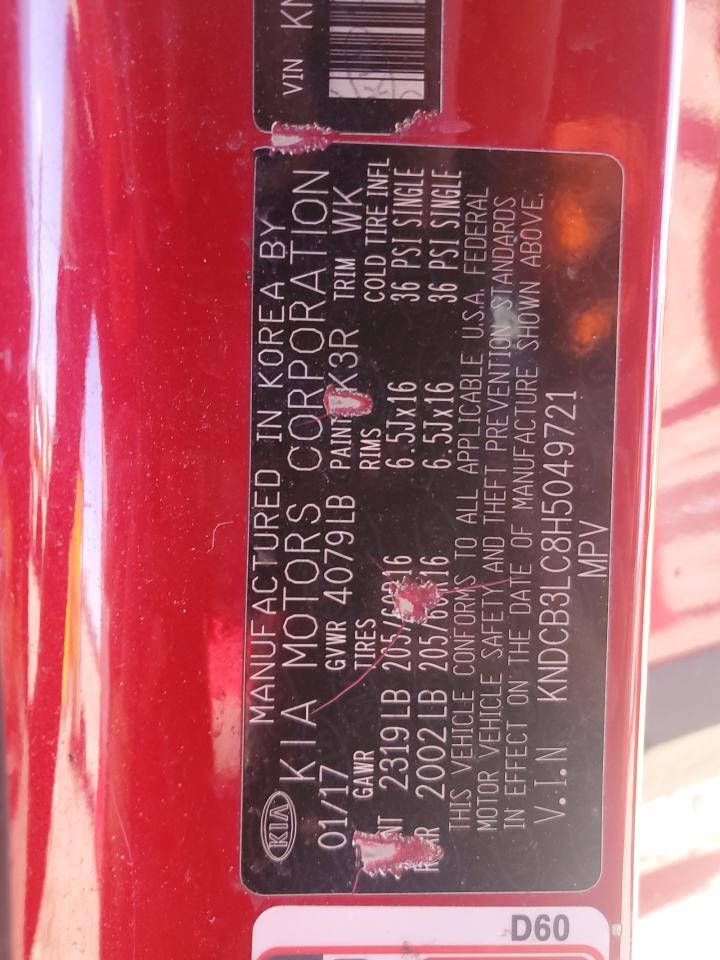 VIN KN
MANUFACTURED IN KOREA BY
KIA KIA MOTORS CORPORATION
01/17 GVWR 4079LB PAINT K3R TRIM WK
GAWR TIRES RIMS COLD TIRE INFL
2319LB 6.5Jx16 36 PSI SINGLE
2002LB 6.5Jx16 36 PSI SINGLE
THIS VEHICLE CONFORMS TO ALL APPLICABLE U.S.A. FEDERAL
MOTOR VEHICLE SAFETY AND THEFT PREVENTION STANDARDS
IN EFFECT ON THE DATE OF MANUFACTURE SHOWN ABOVE.
V.I.N KNDCB3LC8H5049721
MPV
D60